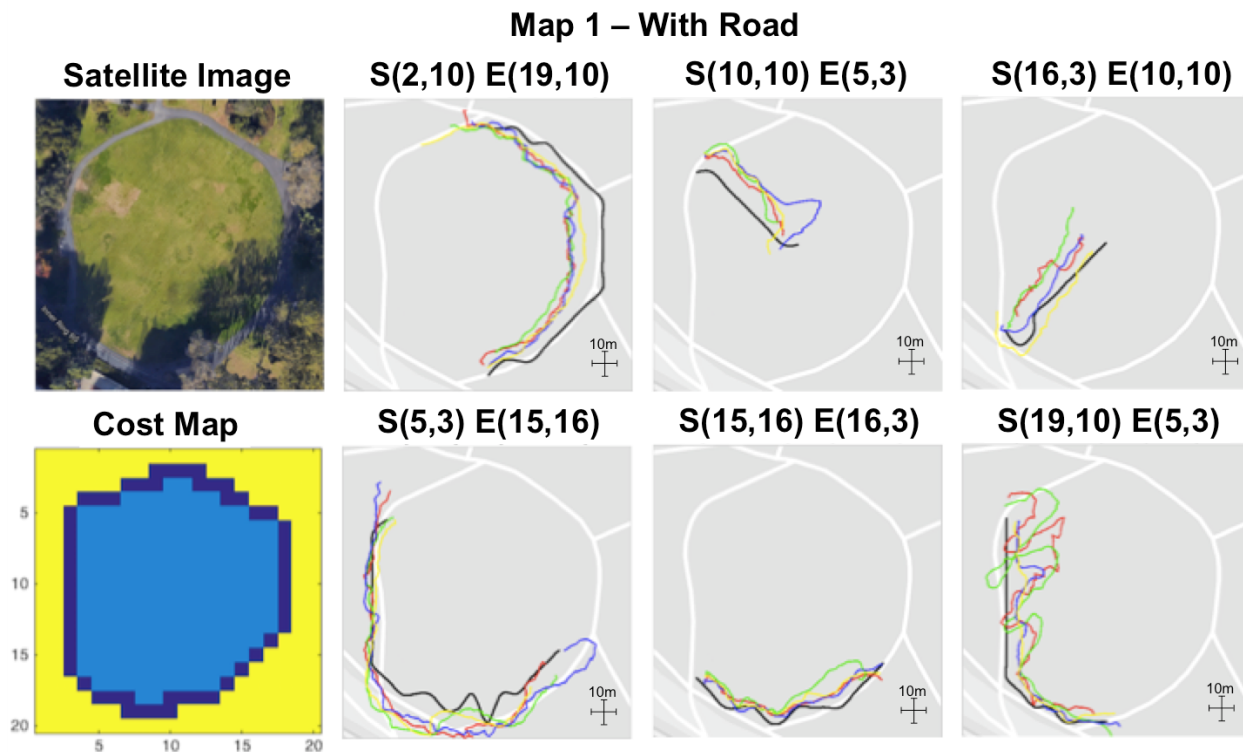 Map 1 – With Road
Satellite Image
S(2,10) E(19,10)
S(10,10) E(5,3)
S(16,3) E(10,10)
10m
10m
10m
Cost Map
S(5,3) E(15,16)
S(15,16) E(16,3)
S(19,10) E(5,3)
5
10
15
20
5 10 15 20
10m
10m
10m